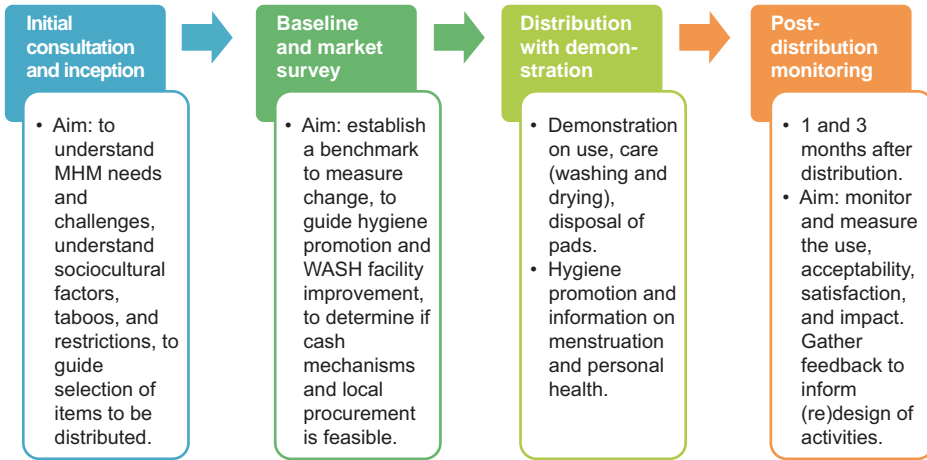 Initial
consultation
and inception
• Aim: to
understand
MHM needs
and
challenges,
understand
sociocultural
factors,
taboos, and
restrictions, to
guide
selection of
items to be
distributed.
Baseline
and market
survey
• Aim: establish
a benchmark
to measure
change, to
guide hygiene
promotion and
WASH facility
improvement,
to determine if
cash
mechanisms
and local
procurement
is feasible.
Distribution
with demon-
stration
• Demonstration
on use, care
(washing and
drying),
disposal of
pads.
• Hygiene
promotion and
information on
menstruation
and personal
health.
Post-
distribution
monitoring
• 1 and 3
months after
distribution.
• Aim: monitor
and measure
the use,
acceptability,
satisfaction,
and impact.
Gather
feedback to
inform
(re)design of
activities.